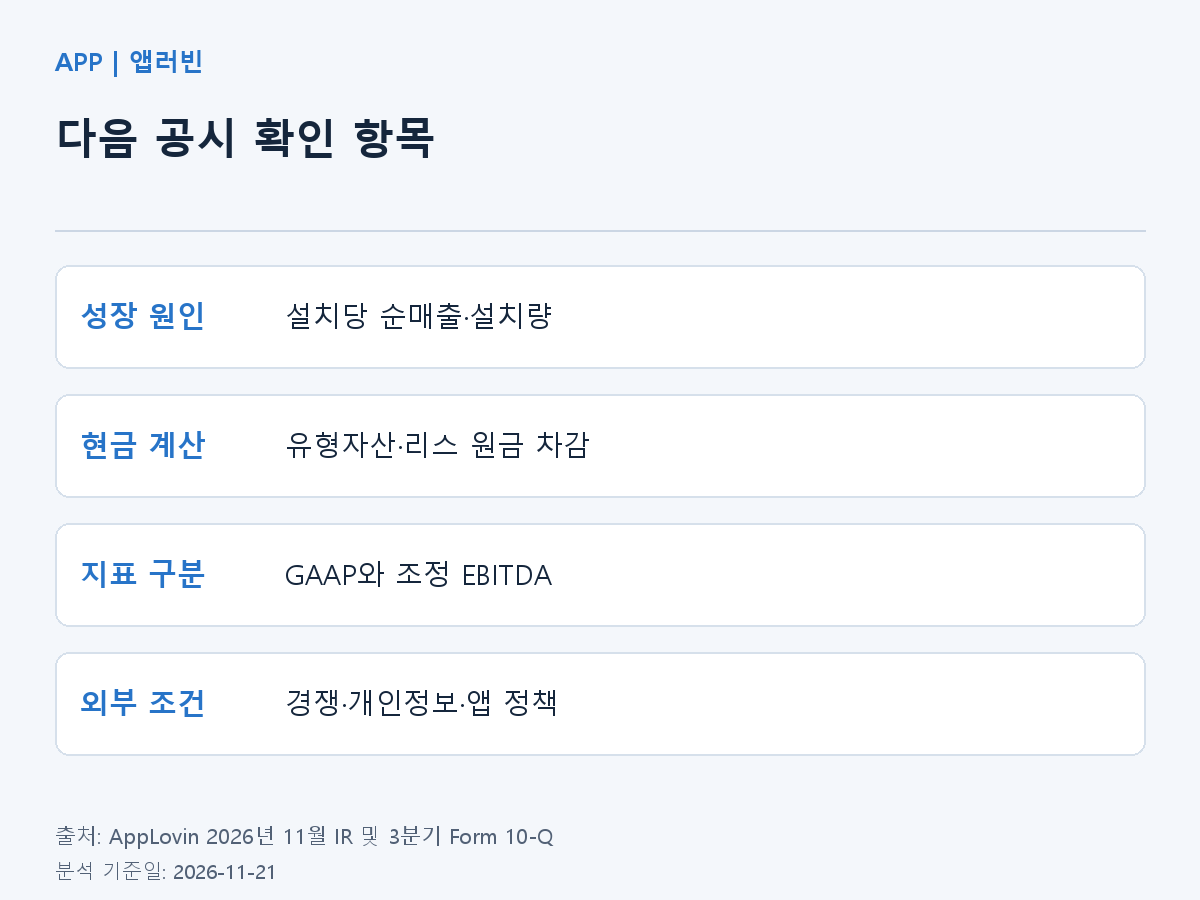 APP | 앱러빈
다음 공시 확인 항목
성장 원인 설치당 순매출·설치량
현금 계산 유형자산·리스 원금 차감
지표 구분 GAAP와 조정 EBITDA
외부 조건 경쟁·개인정보·앱 정책
출처: AppLovin 2026년 11월 IR 및 3분기 Form 10-Q
분석 기준일: 2026-11-21